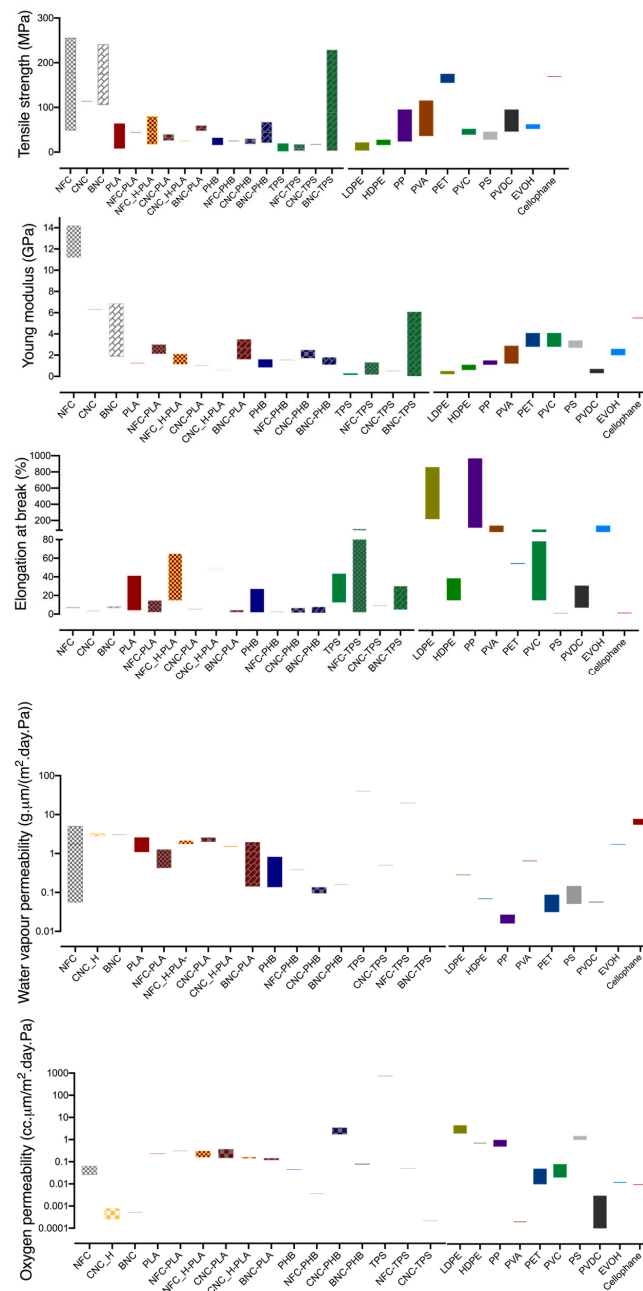 Tensile strength (MPa)
300
200
100
0
NFC
CNC
BNC
PLA
NFC-PLA
NFC_H-PLA
CNC-PLA
CNC_H-PLA
BNC-PLA
PHB
NFC-PHB
CNC-PHB
BNC-PHB
TPS
NFC-TPS
CNC-TPS
BNC-TPS
LDPE
HDPE
PP
PVA
PET
PVC
PS
PVDC
EVOH
Cellophane
Young modulus (GPa)
14
12
10
8
6
4
2
0
NFC
CNC
BNC
PLA
NFC-PLA
NFC_H-PLA
CNC-PLA
CNC_H-PLA
BNC-PLA
PHB
NFC-PHB
CNC-PHB
BNC-PHB
TPS
NFC-TPS
CNC-TPS
BNC-TPS
LDPE
HDPE
PP
PVA
PET
PVC
PS
PVDC
EVOH
Cellophane
Elongation at break (%)
1000
800
600
400
200
80
60
40
20
0
NFC
CNC
BNC
PLA
NFC-PLA
NFC_H-PLA
CNC-PLA
CNC_H-PLA
BNC-PLA
PHB
NFC-PHB
CNC-PHB
BNC-PHB
TPS
NFC-TPS
CNC-TPS
BNC-TPS
LDPE
HDPE
PP
PVA
PET
PVC
PS
PVDC
EVOH
Cellophane
Water vapour permeability (g.μm/(m².day.Pa))
100
10
1
0.1
0.01
NFC
CNC_H
BNC
PLA
NFC-PLA
NFC_H-PLA-
CNC-PLA
CNC_H-PLA
BNC-PLA
PHB
NFC-PHB
CNC-PHB
BNC-PHB
TPS
CNC-TPS
NFC-TPS
BNC-TPS
LDPE
HDPE
PP
PVA
PET
PS
PVDC
EVOH
Cellophane
Oxygen permeability (cc.μm/m².day.Pa)
1000
100
10
1
0.1
0.01
0.001
0.0001
NFC
CNC_H
BNC
PLA
NFC-PLA
NFC_H-PLA
CNC-PLA
CNC_H-PLA
BNC-PLA
PHB
NFC-PHB
CNC-PHB
BNC-PHB
TPS
NFC-TPS
CNC-TPS
LDPE
HDPE
PP
PVA
PET
PVC
PS
PVDC
EVOH
Cellophane